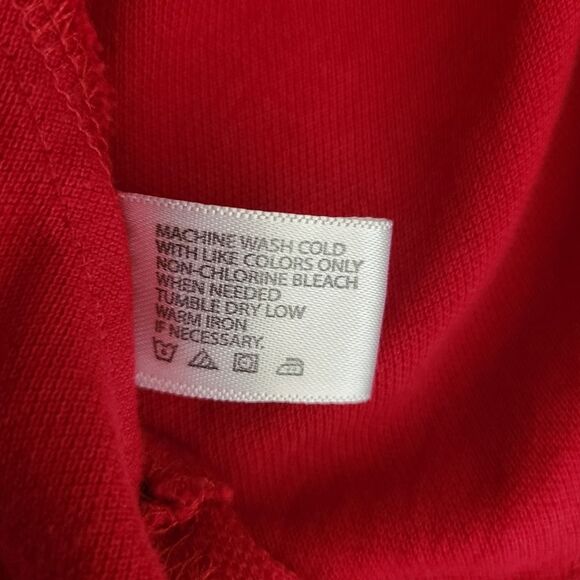 MACHINE WASH COLD
WITH LIKE COLORS ONLY
NON-CHLORINE BLEACH
WHEN NEEDED
TUMBLE DRY LOW
WARM IRON
IF NECESSARY.